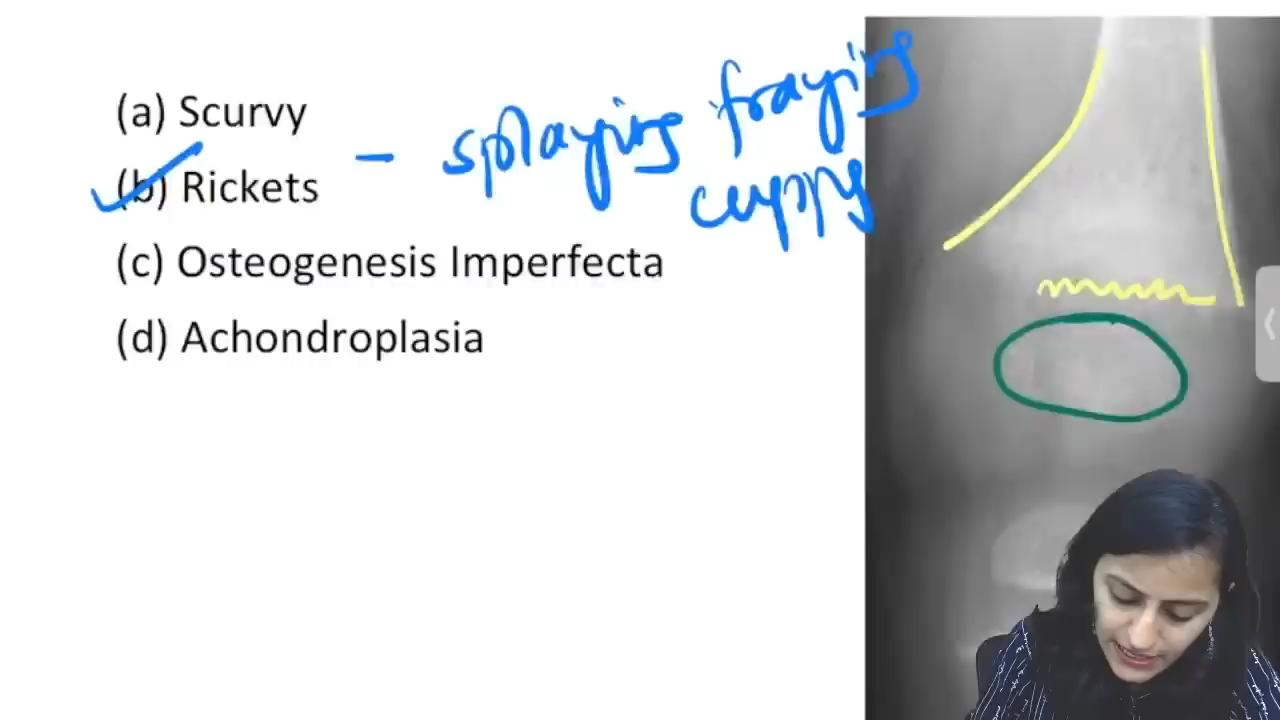 (a) Scurvy
(b) Rickets – splaying fraying
cupping
(c) Osteogenesis Imperfecta
(d) Achondroplasia